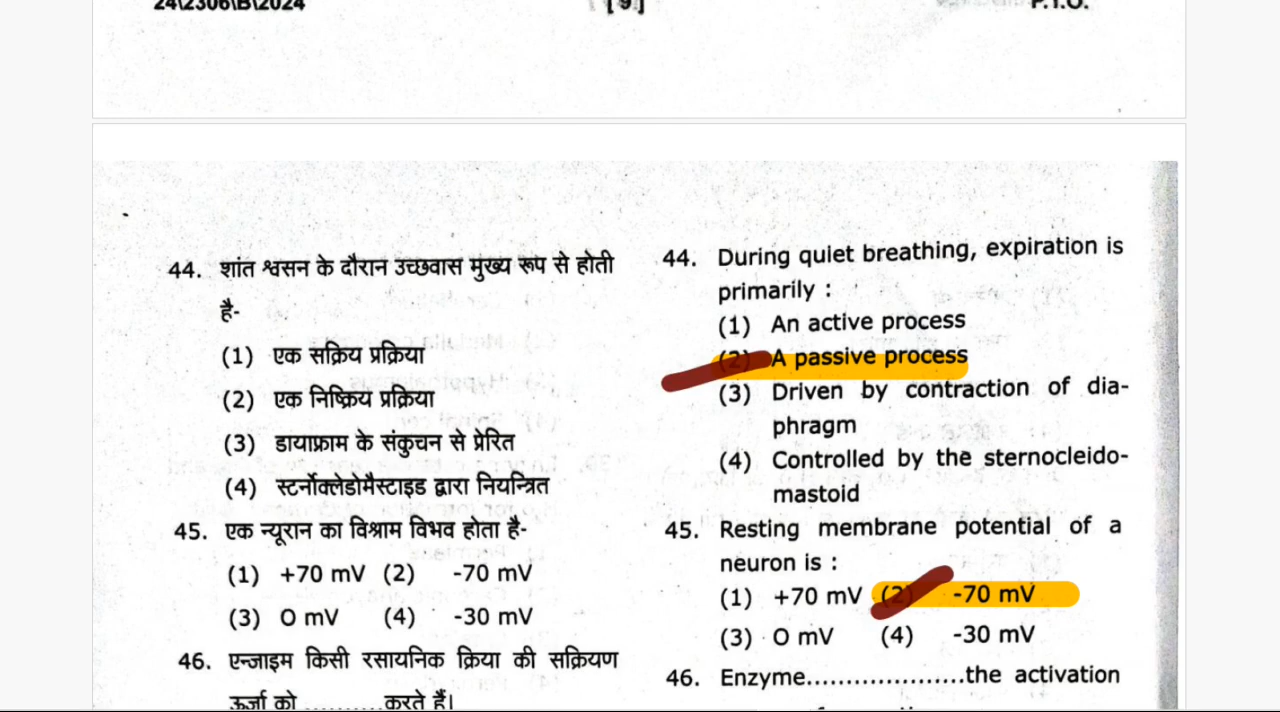 24\2306\B\2024 [9] P.T.O.
44. शांत श्वसन के दौरान उच्छवास मुख्य रूप से होती
है-
(1) एक सक्रिय प्रक्रिया
(2) एक निष्क्रिय प्रक्रिया
(3) डायाफ्राम के संकुचन से प्रेरित
(4) स्टर्नोक्लेडोमैस्टाइड द्वारा नियन्त्रित
45. एक न्यूरान का विश्राम विभव होता है-
(1) +70 mV (2) -70 mV
(3) O mV (4) -30 mV
46. एन्जाइम किसी रसायनिक क्रिया की सक्रियण
ऊर्जा को ..........करते हैं।
44. During quiet breathing, expiration is
primarily :
(1) An active process
(2) A passive process
(3) Driven by contraction of dia-
phragm
(4) Controlled by the sternocleido-
mastoid
45. Resting membrane potential of a
neuron is :
(1) +70 mV (2) -70 mV
(3) O mV (4) -30 mV
46. Enzyme....................the activation